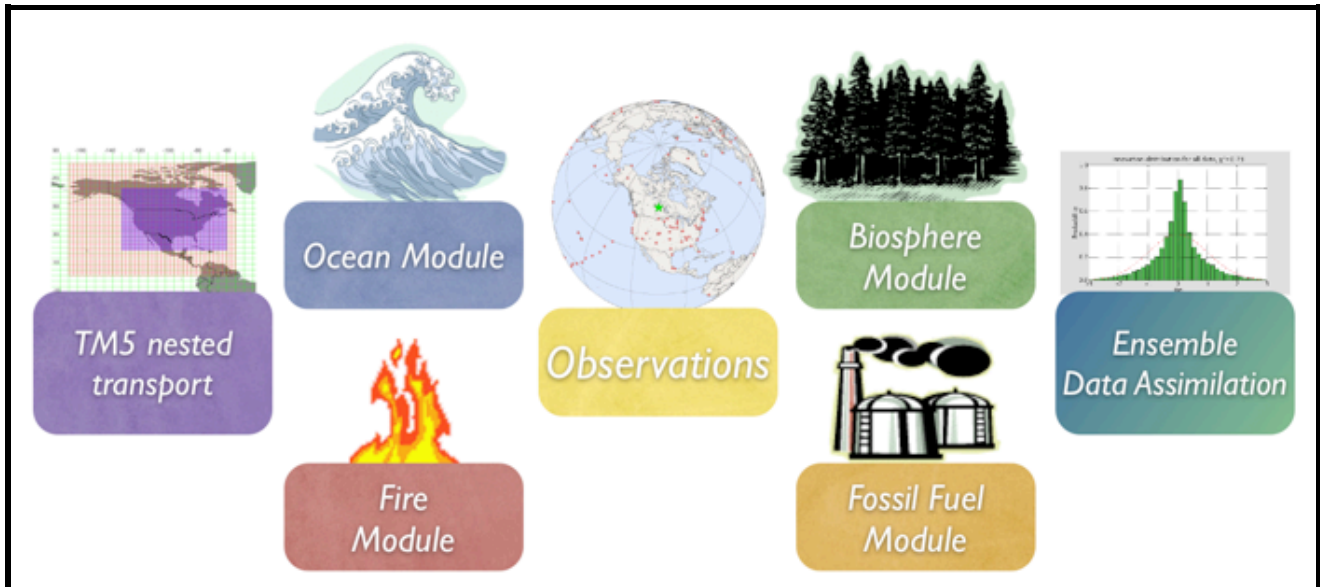 TM5 nested
transport
Ocean Module
Fire
Module
Observations
Biosphere
Module
Fossil Fuel
Module
Ensemble
Data Assimilation